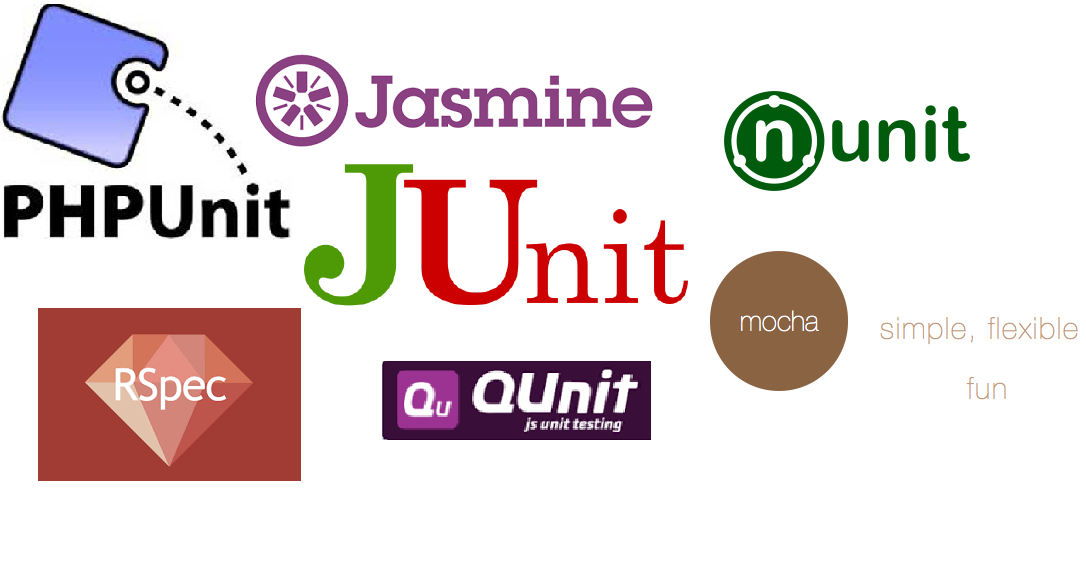 PHPUnit
Jasmine
nunit
JUnit
mocha
simple, flexible
fun
RSpec
Qu QUnit
js unit testing